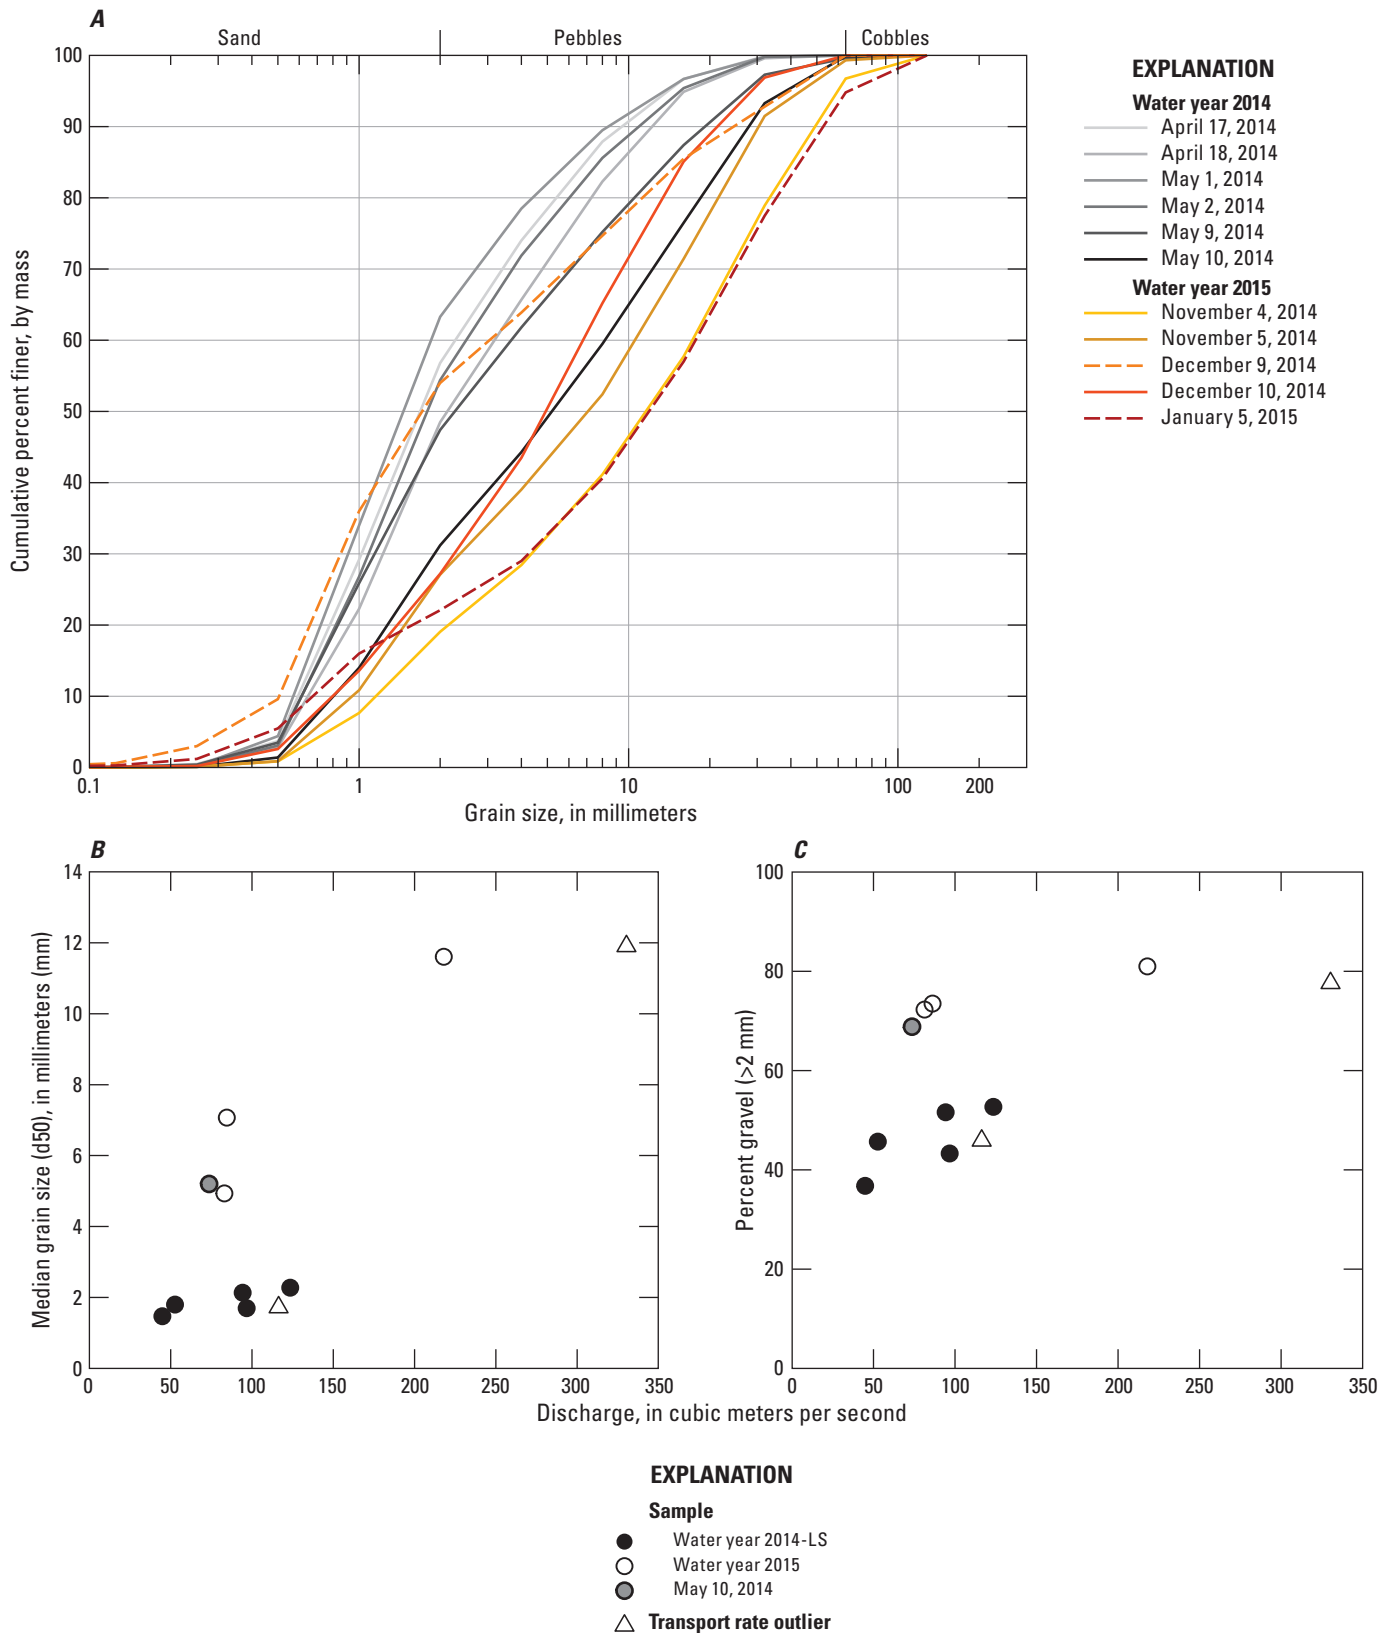 A
Sand Pebbles Cobbles
100
90
80
70
60
50
40
30
20
10
0
Cumulative percent finer, by mass
0.1 1 10 100 200
Grain size, in millimeters
EXPLANATION
Water year 2014
April 17, 2014
April 18, 2014
May 1, 2014
May 2, 2014
May 9, 2014
May 10, 2014
Water year 2015
November 4, 2014
November 5, 2014
December 9, 2014
December 10, 2014
January 5, 2015
B
14
12
10
8
6
4
2
0
Median grain size (d50), in millimeters (mm)
0 50 100 150 200 250 300 350
C
100
80
60
40
20
0
Percent gravel (>2 mm)
0 50 100 150 200 250 300 350
Discharge, in cubic meters per second
EXPLANATION
Sample
Water year 2014-LS
Water year 2015
May 10, 2014
Transport rate outlier